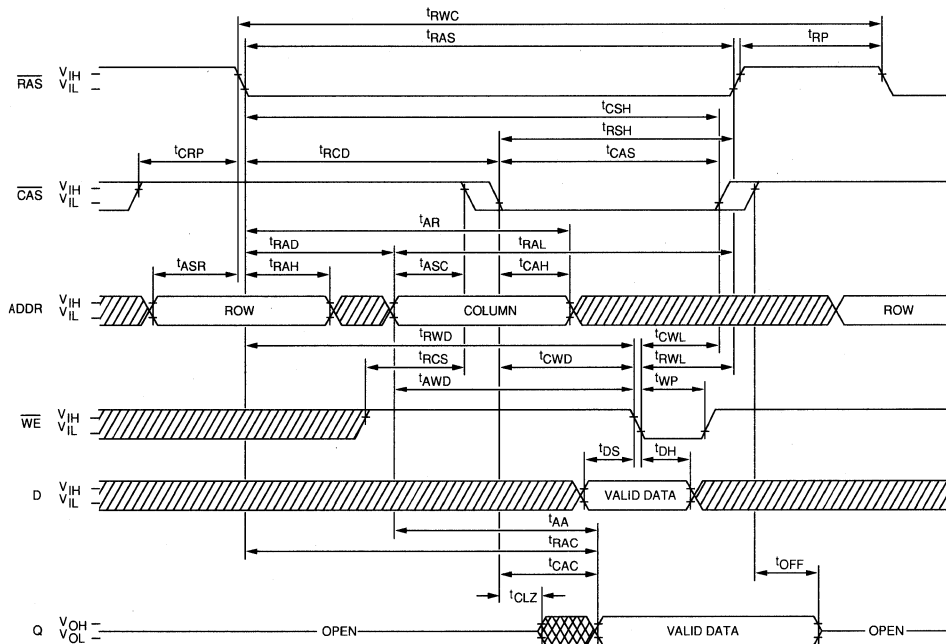 tRWC
tRAS tRP
RAS VIH
VIL
tCSH
tRSH
tCRP tRCD tCAS
CAS VIH
VIL
tAR
tRAD tRAL
tASR tRAH tASC tCAH
ADDR VIH
VIL ROW COLUMN ROW
tRWD tCWL
tRCS tCWD tRWL
tAWD tWP
WE VIH
VIL
tDS tDH
D VIH
VIL VALID DATA
tAA
tRAC
tCAC tOFF
tCLZ
Q VOH
VOL OPEN VALID DATA OPEN